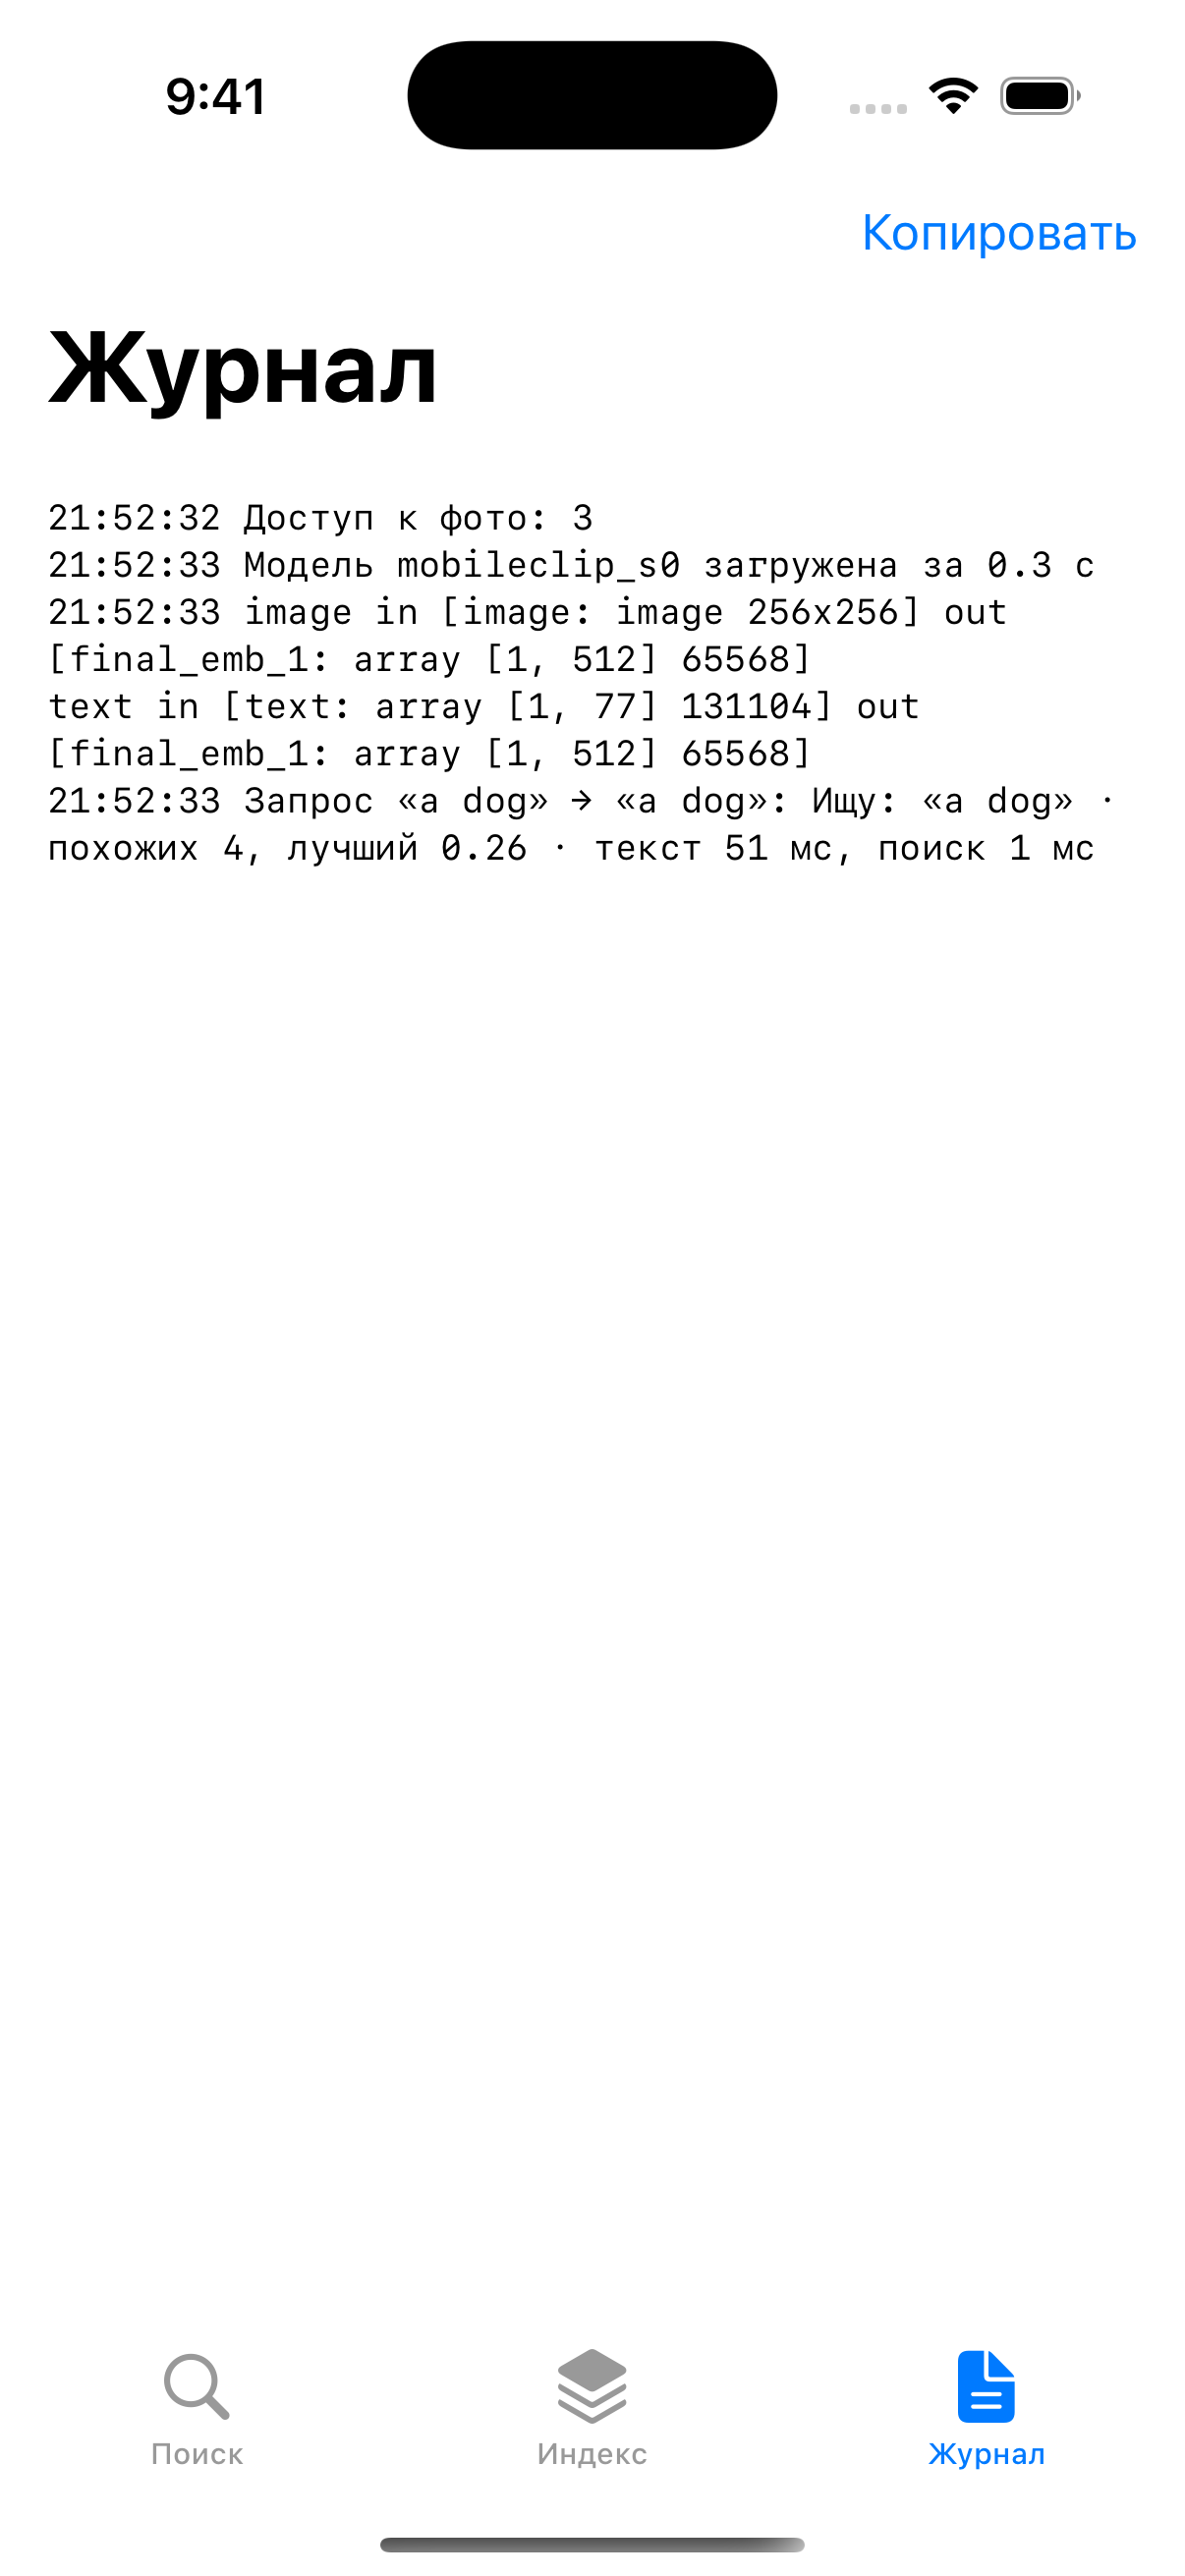 9:41
Копировать
Журнал
21:52:32 Доступ к фото: 3
21:52:33 Модель mobileclip_s0 загружена за 0.3 с
21:52:33 image in [image: image 256x256] out
[final_emb_1: array [1, 512] 65568]
text in [text: array [1, 77] 131104] out
[final_emb_1: array [1, 512] 65568]
21:52:33 Запрос «a dog» → «a dog»: Ищу: «a dog» ·
похожих 4, лучший 0.26 · текст 51 мс, поиск 1 мс
Поиск
Индекс
Журнал